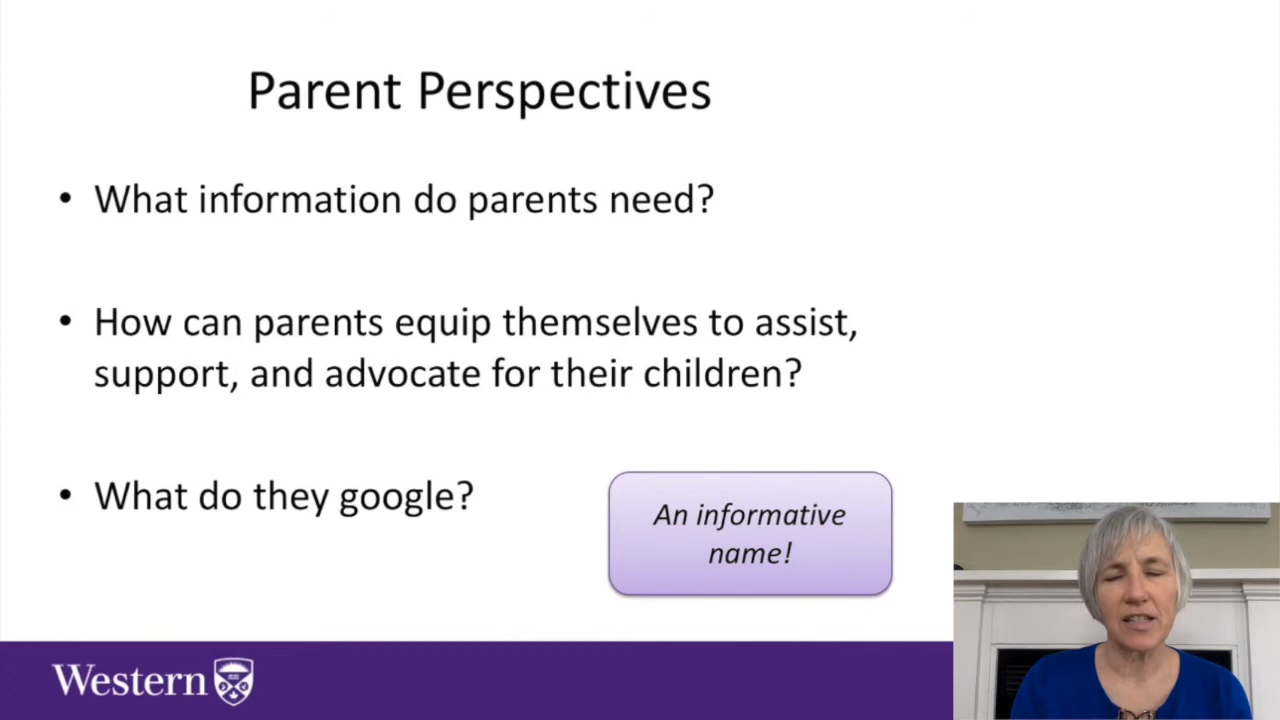 Parent Perspectives
• What information do parents need?
• How can parents equip themselves to assist,
support, and advocate for their children?
• What do they google?
An informative
name!
Western